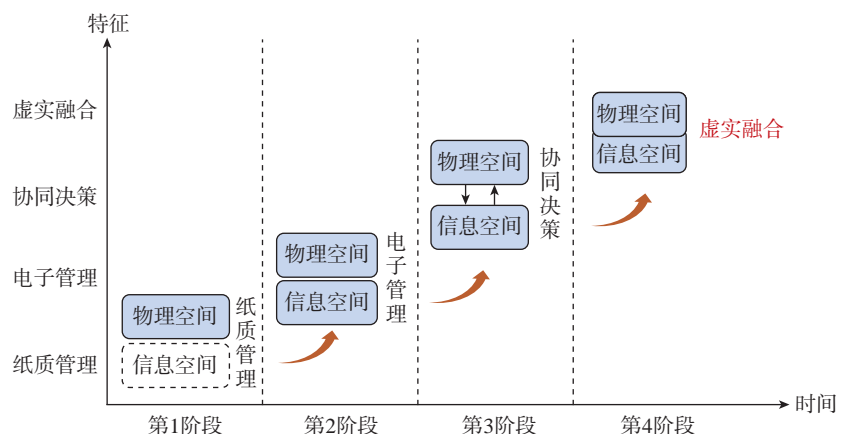 特征
虚实融合
协同决策
电子管理
纸质管理
物理空间
信息空间
纸质管理
物理空间
信息空间
电子管理
物理空间
信息空间
协同决策
物理空间
信息空间
虚实融合
第1阶段
第2阶段
第3阶段
第4阶段
时间